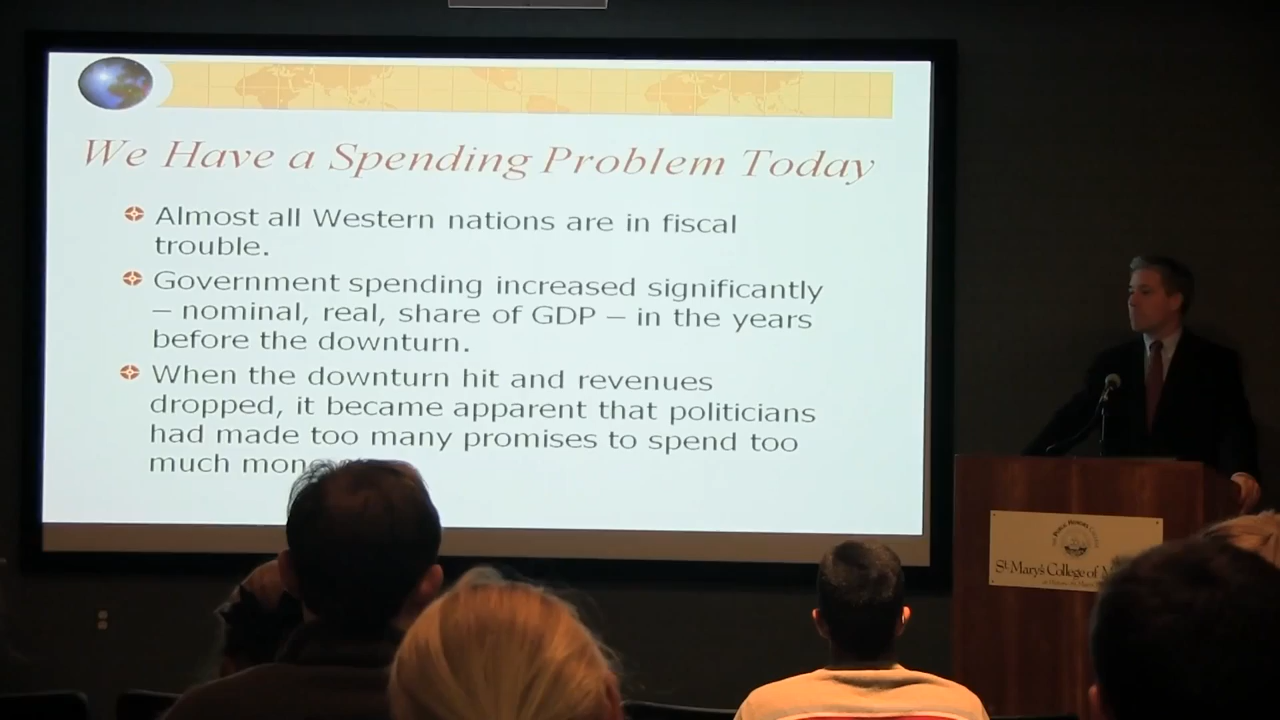 We Have a Spending Problem Today
Almost all Western nations are in fiscal
trouble.
Government spending increased significantly
– nominal, real, share of GDP – in the years
before the downturn.
When the downturn hit and revenues
dropped, it became apparent that politicians
had made too many promises to spend too
much
St. Mary's College of